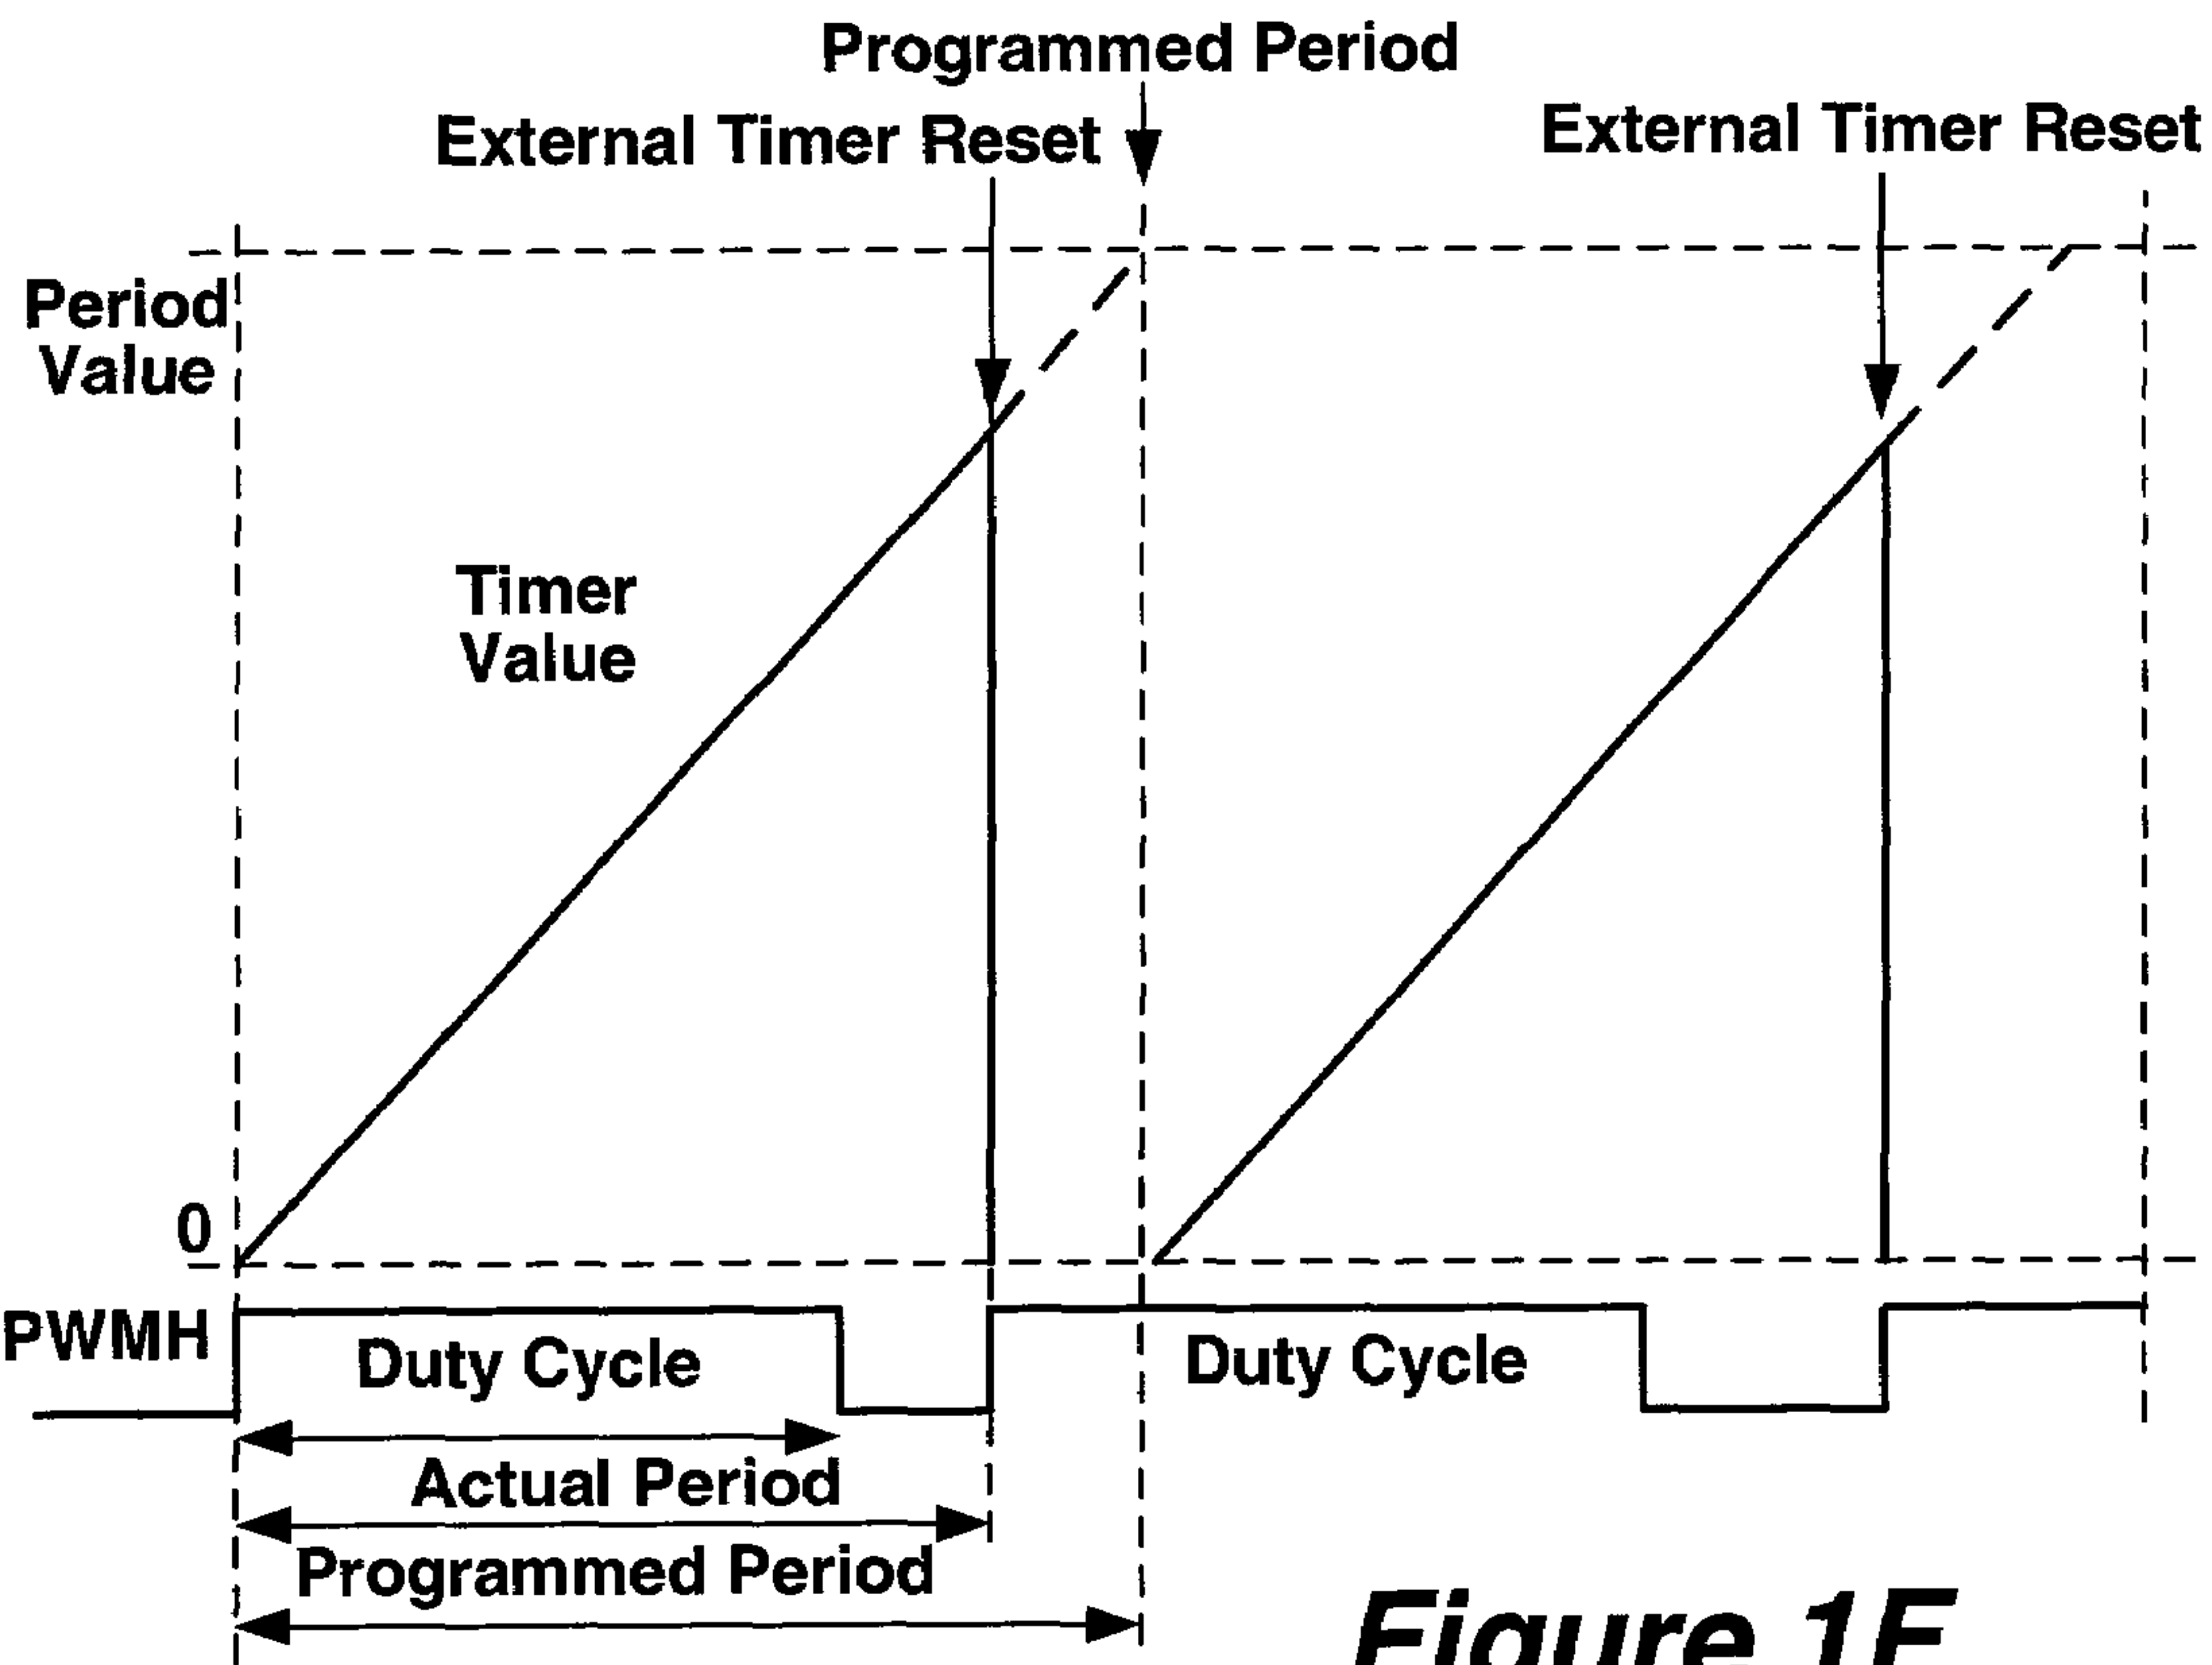 Programmed Period
External Timer Reset
External Timer Reset
Period
Value
Timer
Value
0
PWMH
Duty Cycle
Duty Cycle
Actual Period
Programmed Period
Figure 1F